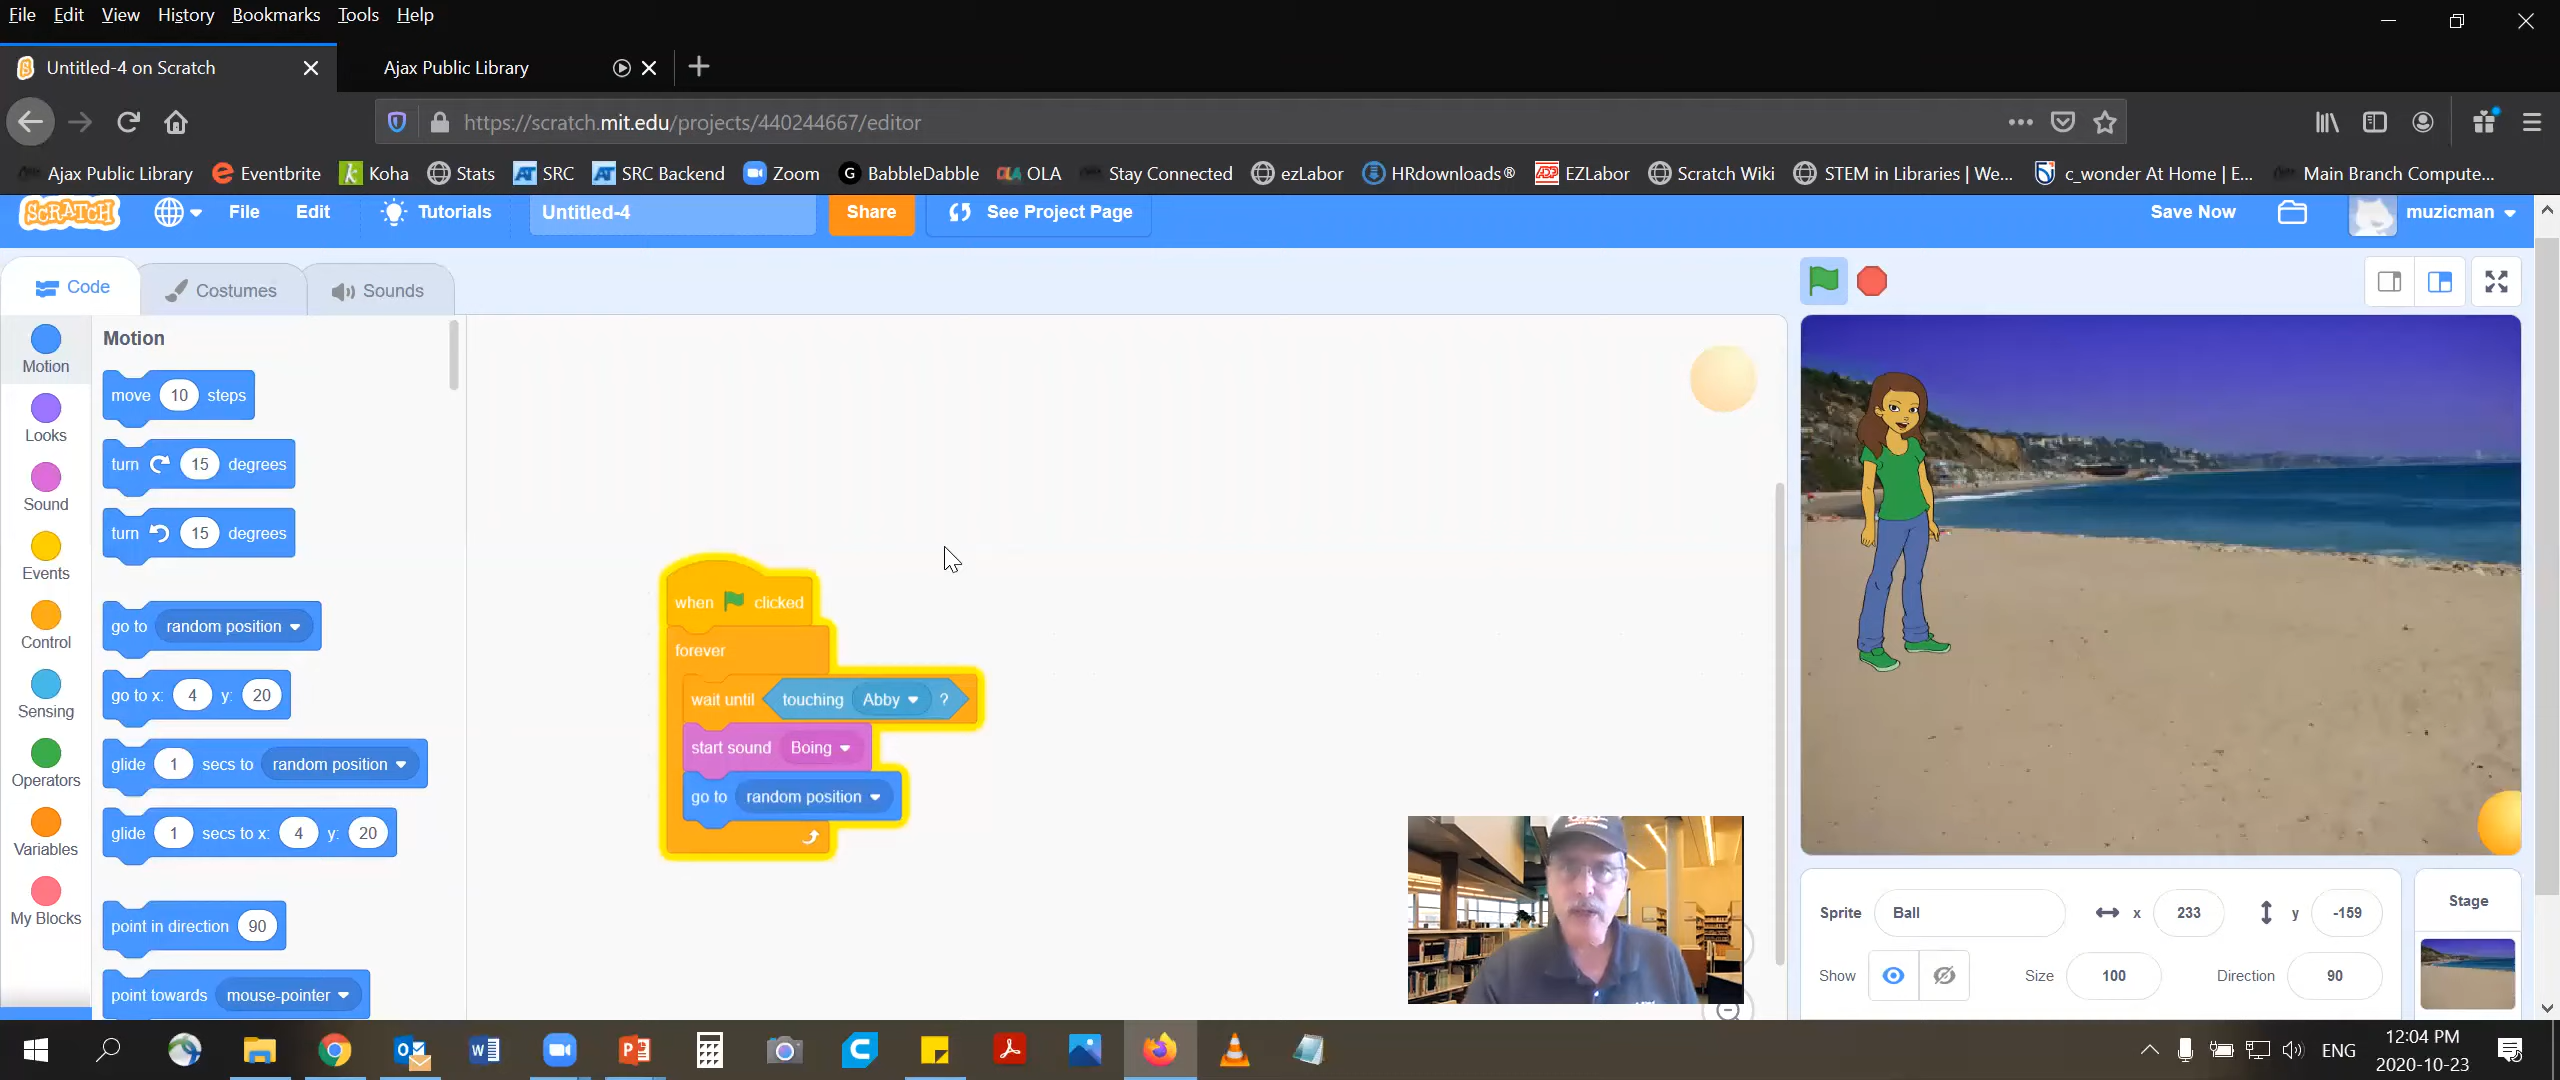 File Edit View History Bookmarks Tools Help
Untitled-4 on Scratch
Ajax Public Library
https://scratch.mit.edu/projects/440244667/editor
Ajax Public Library Eventbrite Koha Stats SRC SRC Backend Zoom BabbleDabble OLA Stay Connected ezLabor HRdownloads® EZLabor Scratch Wiki STEM in Libraries | We... c_wonder At Home | E... Main Branch Compute...
SCRATCH File Edit Tutorials Untitled-4 Share See Project Page Save Now muzicman
Code Costumes Sounds
Motion
Looks
Sound
Events
Control
Sensing
Operators
Variables
My Blocks
Motion
move 10 steps
turn 15 degrees
turn 15 degrees
go to random position
go to x: 4 y: 20
glide 1 secs to random position
glide 1 secs to x: 4 y: 20
point in direction 90
point towards mouse-pointer
when clicked
forever
wait until touching Abby ?
start sound Boing
go to random position
Sprite Ball x 233 y -159
Show Size 100 Direction 90
Stage
ENG
12:04 PM
2020-10-23